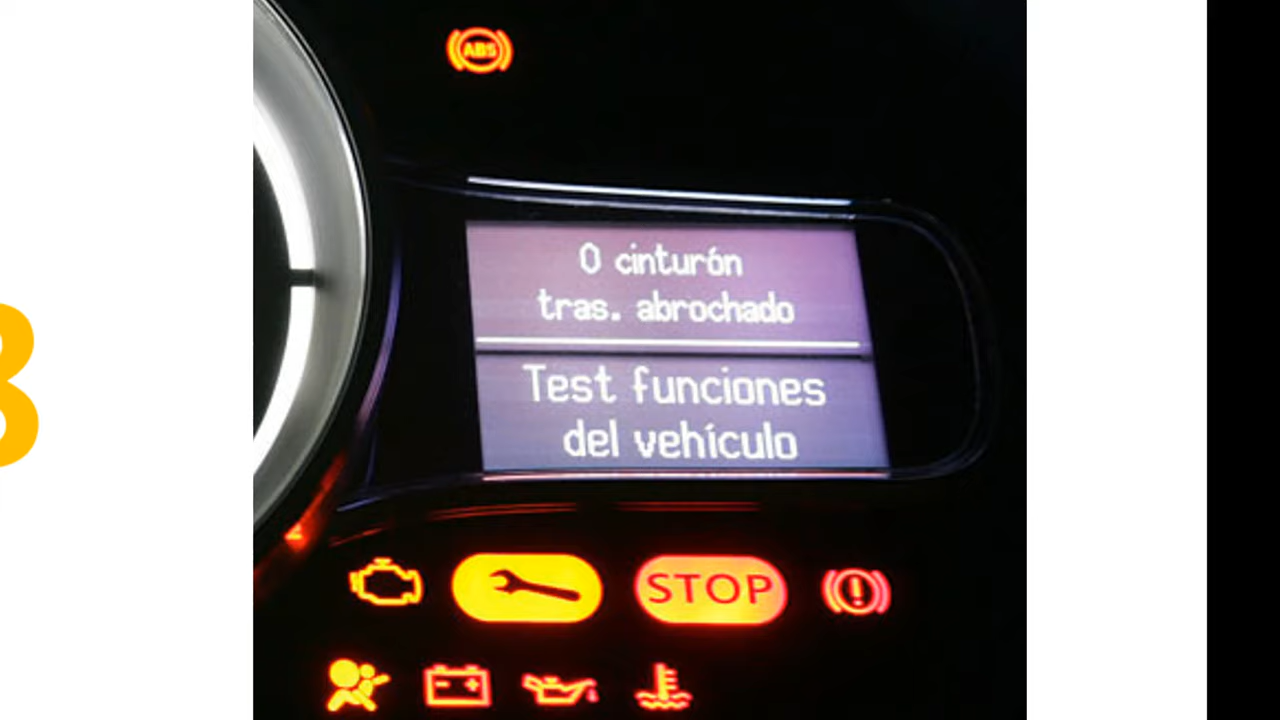 ABS
0 cinturón
tras. abrochado
Test funciones
del vehículo
STOP